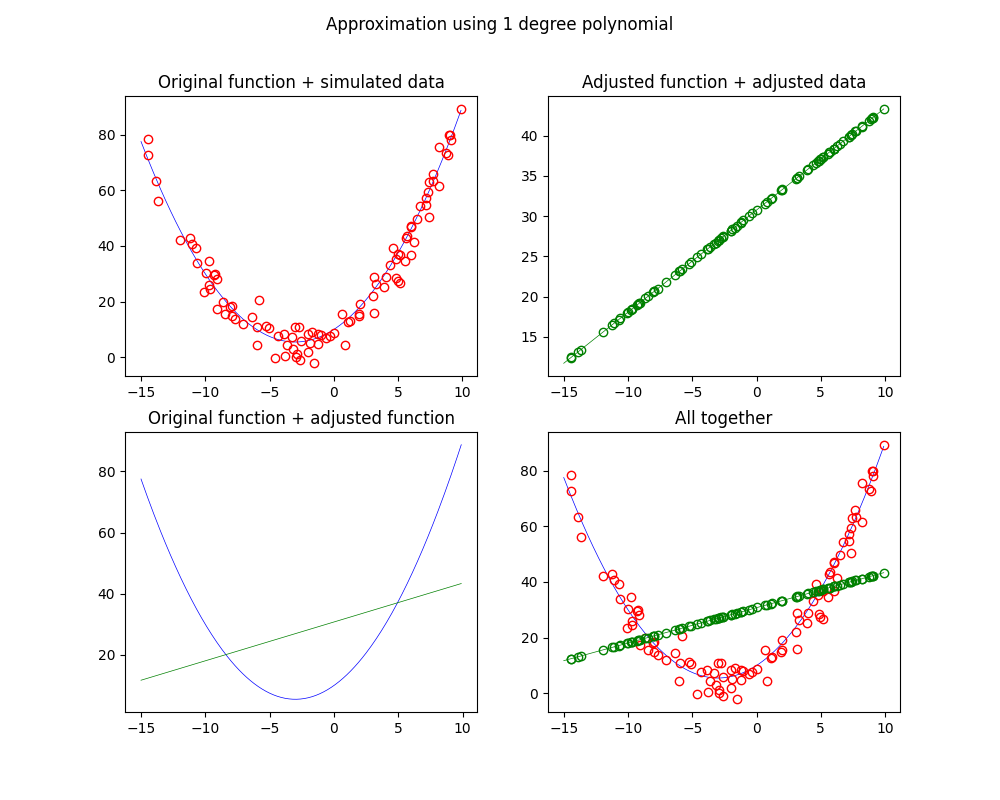 Approximation using 1 degree polynomial
Original function + simulated data
Adjusted function + adjusted data
80
60
40
20
0
−15 −10 −5 0 5 10
40
35
30
25
20
15
−15 −10 −5 0 5 10
Original function + adjusted function
All together
80
60
40
20
−15 −10 −5 0 5 10
80
60
40
20
0
−15 −10 −5 0 5 10